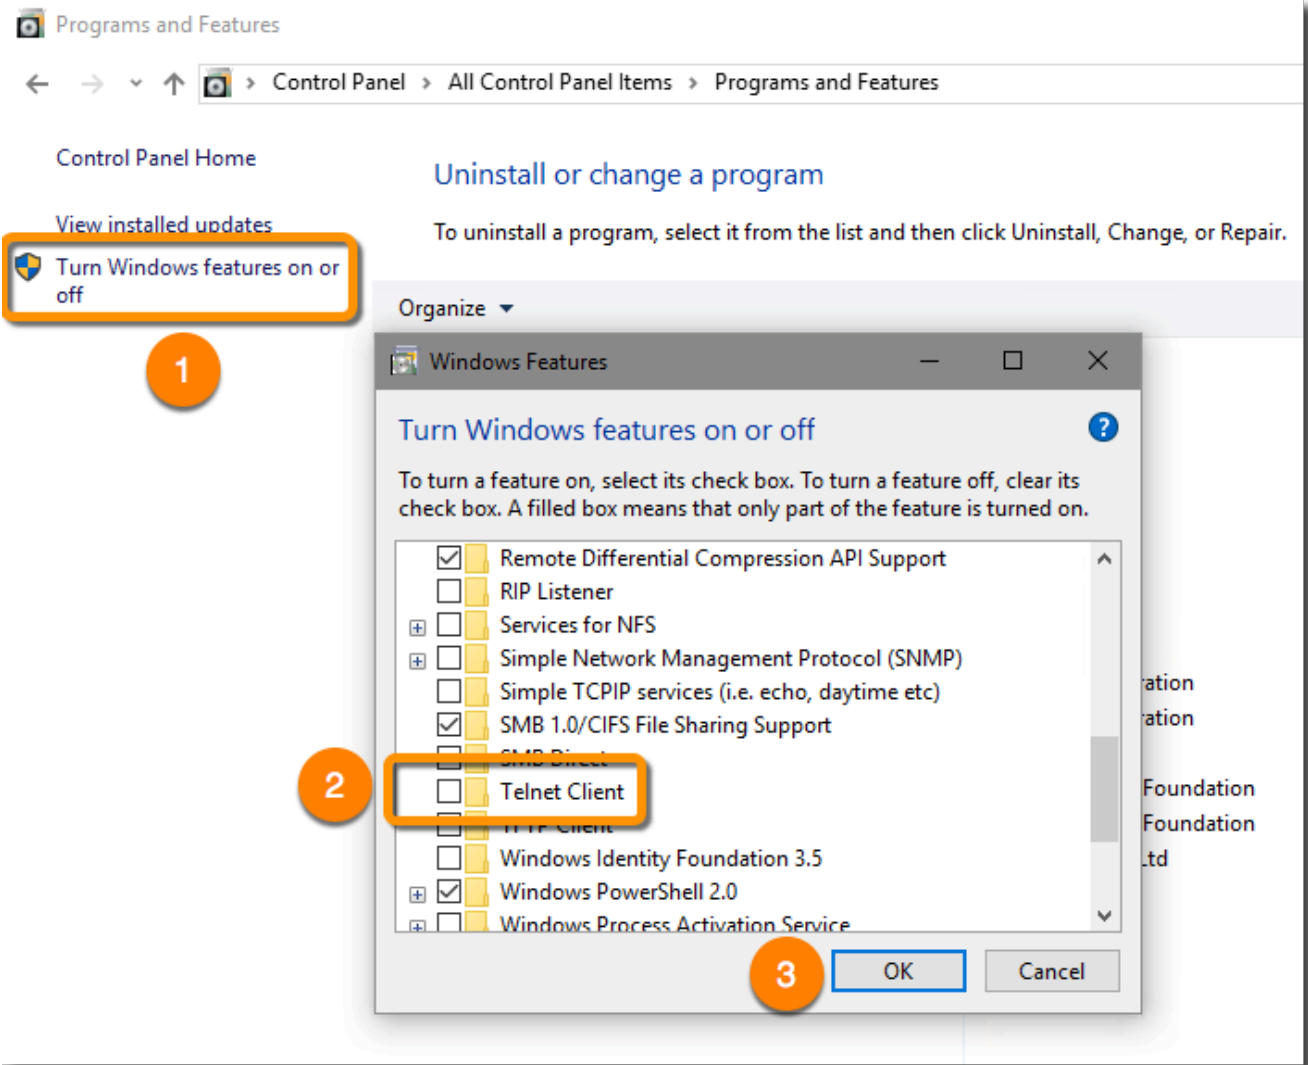 Programs and Features
Control Panel > All Control Panel Items > Programs and Features
Control Panel Home
View installed updates
Turn Windows features on or
off
1
Uninstall or change a program
To uninstall a program, select it from the list and then click Uninstall, Change, or Repair.
Organize
Windows Features
Turn Windows features on or off
?
To turn a feature on, select its check box. To turn a feature off, clear its
check box. A filled box means that only part of the feature is turned on.
Remote Differential Compression API Support
RIP Listener
Services for NFS
Simple Network Management Protocol (SNMP)
Simple TCPIP services (i.e. echo, daytime etc)
SMB 1.0/CIFS File Sharing Support
SMB Direct
2
Telnet Client
TFTP Client
Windows Identity Foundation 3.5
Windows PowerShell 2.0
Windows Process Activation Service
3
OK
Cancel
ration
ration
Foundation
Foundation
Ltd